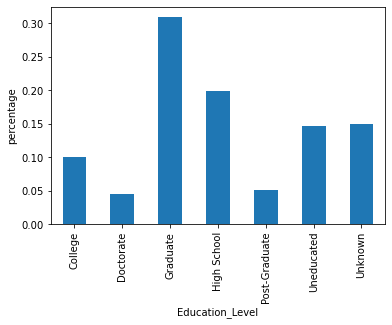 percentage
0.30
0.25
0.20
0.15
0.10
0.05
0.00
College
Doctorate
Graduate
High School
Post-Graduate
Uneducated
Unknown
Education_Level